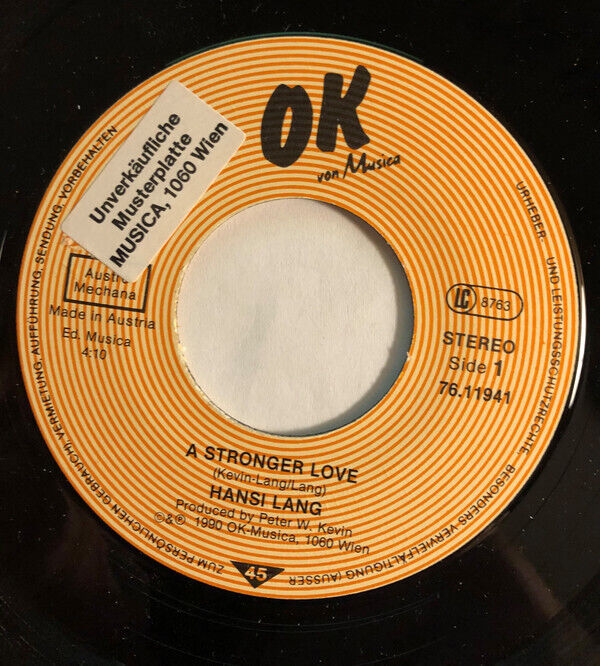 OK
von Musica
Unverkäufliche
Musterplatte
MUSICA, 1060 Wien
Austro
Mechana
Made in Austria
Ed. Musica
4:10
LC 8763
STEREO
Side 1
76.11941
A STRONGER LOVE
(Kevin-Lang/Lang)
HANSI LANG
Produced by Peter W. Kevin
©&℗ 1990 OK-Musica, 1060 Wien
45
URHEBER- UND LEISTUNGSSCHUTZRECHTE, BESONDERS VERVIELFÄLTIGUNG (AUSSER ZUM PERSÖNLICHEN GEBRAUCH), VERMIETUNG, AUFFÜHRUNG, SENDUNG, VORBEHALTEN